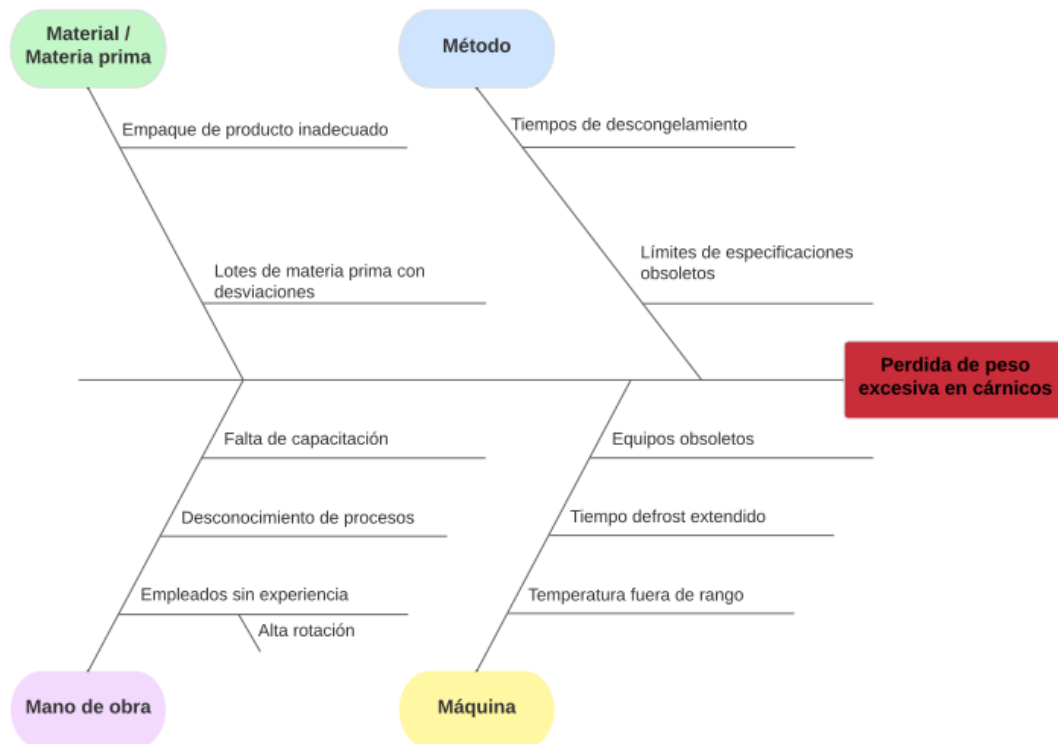 Material /
Materia prima
Método
Empaque de producto inadecuado
Tiempos de descongelamiento
Lotes de materia prima con
desviaciones
Límites de especificaciones
obsoletos
Perdida de peso
excesiva en cárnicos
Falta de capacitación
Equipos obsoletos
Desconocimiento de procesos
Tiempo defrost extendido
Empleados sin experiencia
Temperatura fuera de rango
Alta rotación
Mano de obra
Máquina